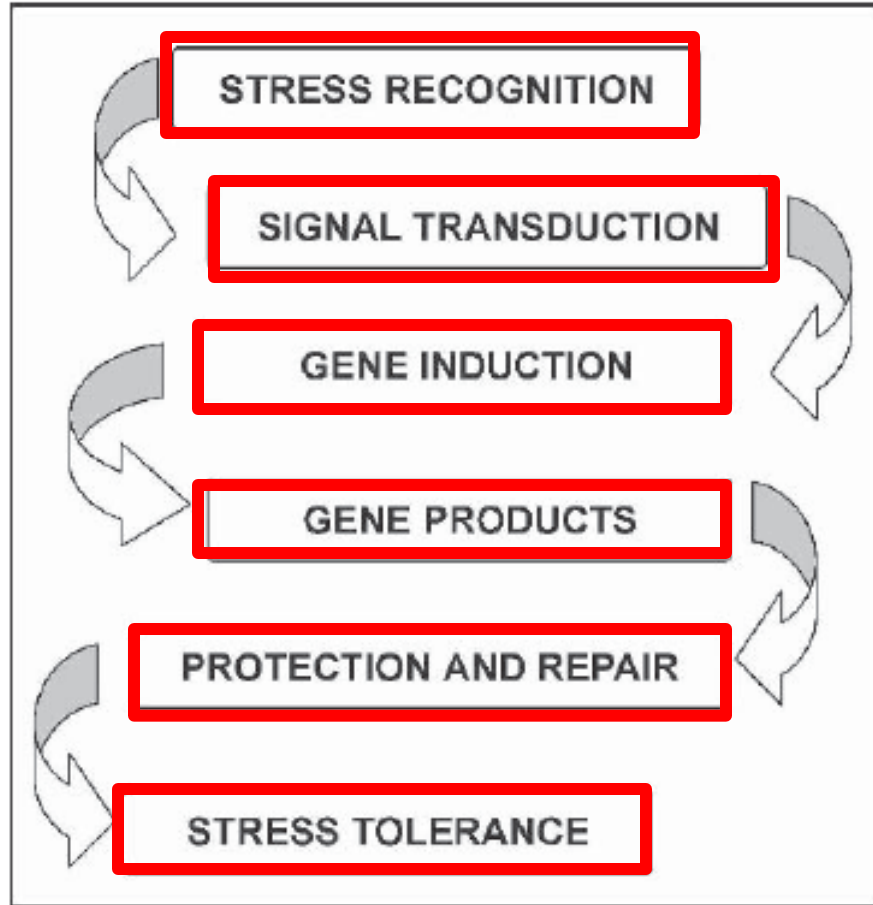 STRESS RECOGNITION
SIGNAL TRANSDUCTION
GENE INDUCTION
GENE PRODUCTS
PROTECTION AND REPAIR
STRESS TOLERANCE